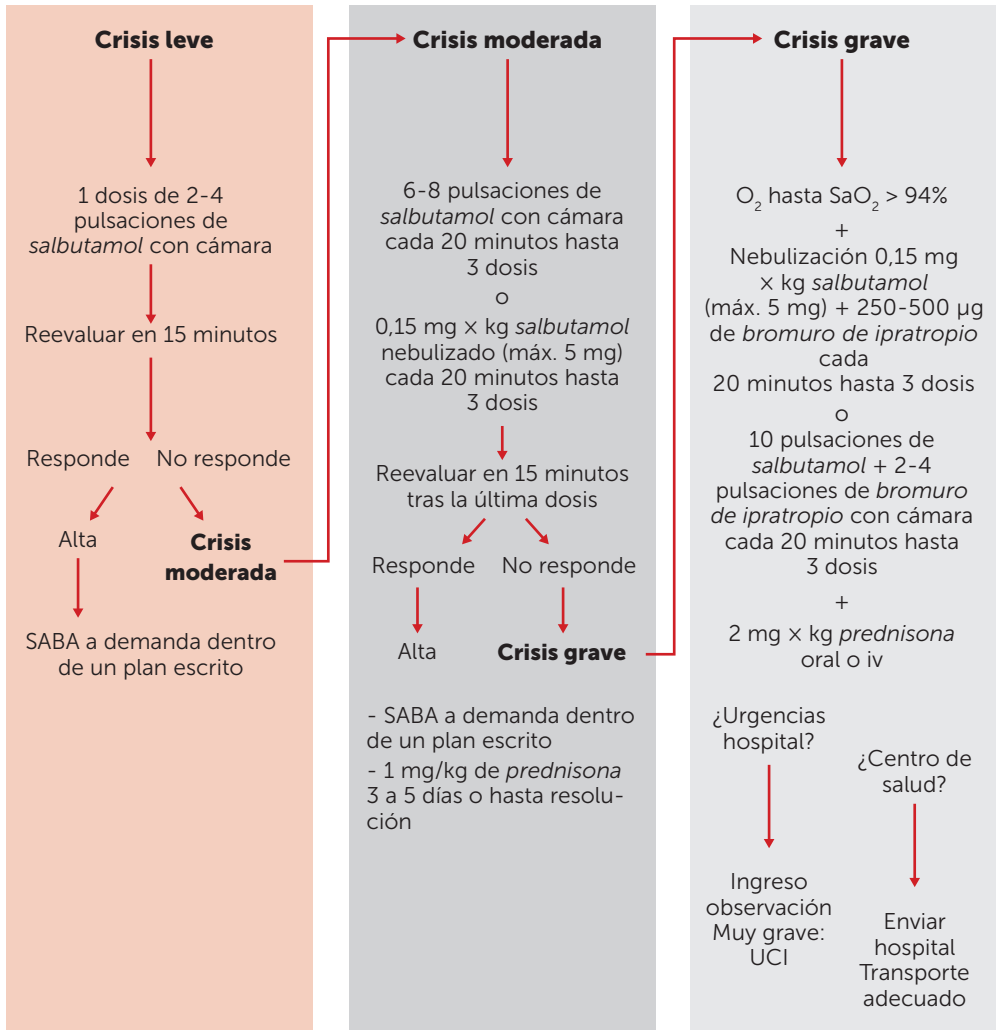 Crisis leve
1 dosis de 2-4
pulsaciones de
salbutamol con cámara
Reevaluar en 15 minutos
Responde
No responde
Alta
Crisis
moderada
SABA a demanda dentro
de un plan escrito
Crisis moderada
6-8 pulsaciones de
salbutamol con cámara
cada 20 minutos hasta
3 dosis
o
0,15 mg × kg salbutamol
nebulizado (máx. 5 mg)
cada 20 minutos hasta
3 dosis
Reevaluar en 15 minutos
tras la última dosis
Responde
No responde
Alta
Crisis grave
- SABA a demanda dentro
de un plan escrito
- 1 mg/kg de prednisona
3 a 5 días o hasta resolu-
ción
Crisis grave
O₂ hasta SaO₂ > 94%
+
Nebulización 0,15 mg
× kg salbutamol
(máx. 5 mg) + 250-500 µg
de bromuro de ipratropio
cada
20 minutos hasta 3 dosis
o
10 pulsaciones de
salbutamol + 2-4
pulsaciones de bromuro
de ipratropio con cámara
cada 20 minutos hasta
3 dosis
+
2 mg × kg prednisona
oral o iv
¿Urgencias
hospital?
Ingreso
observación
Muy grave:
UCI
¿Centro de
salud?
Enviar
hospital
Transporte
adecuado